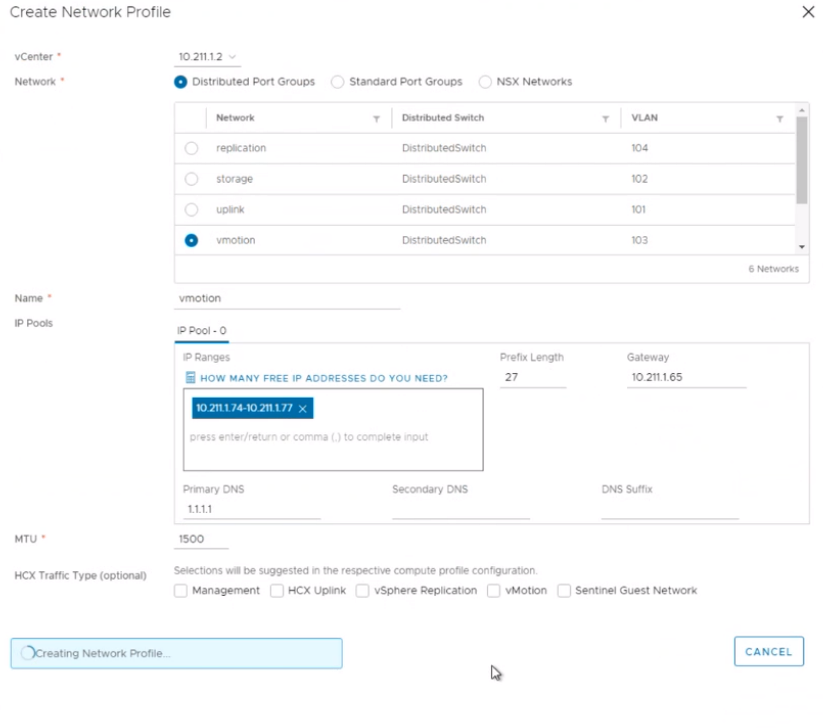 Create Network Profile
vCenter * 10.211.1.2
Network * Distributed Port Groups Standard Port Groups NSX Networks
Network Distributed Switch VLAN
replication DistributedSwitch 104
storage DistributedSwitch 102
uplink DistributedSwitch 101
vmotion DistributedSwitch 103
6 Networks
Name * vmotion
IP Pools
IP Pool - 0
IP Ranges Prefix Length Gateway
HOW MANY FREE IP ADDRESSES DO YOU NEED? 27 10.211.1.65
10.211.1.74-10.211.1.77
press enter/return or comma (,) to complete input
Primary DNS Secondary DNS DNS Suffix
1.1.1.1
MTU * 1500
HCX Traffic Type (optional) Selections will be suggested in the respective compute profile configuration.
Management HCX Uplink vSphere Replication vMotion Sentinel Guest Network
Creating Network Profile... CANCEL